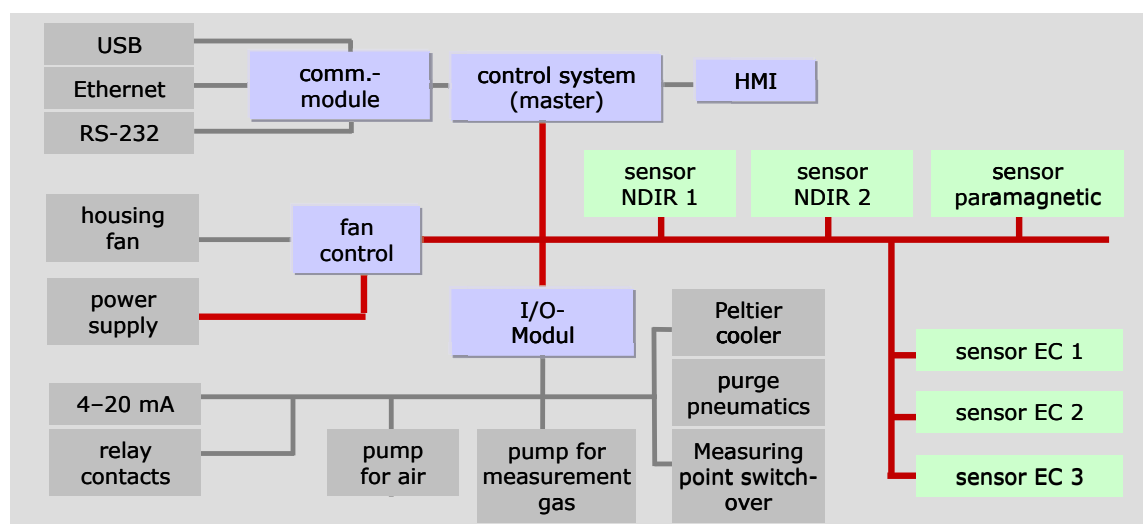 USB
Ethernet
RS-232
comm.-
module
control system
(master)
HMI
sensor
NDIR 1
sensor
NDIR 2
sensor
paramagnetic
housing
fan
fan
control
power
supply
I/O-
Modul
Peltier
cooler
sensor EC 1
4–20 mA
purge
pneumatics
sensor EC 2
relay
contacts
pump
for air
pump for
measurement
gas
Measuring
point switch-
over
sensor EC 3